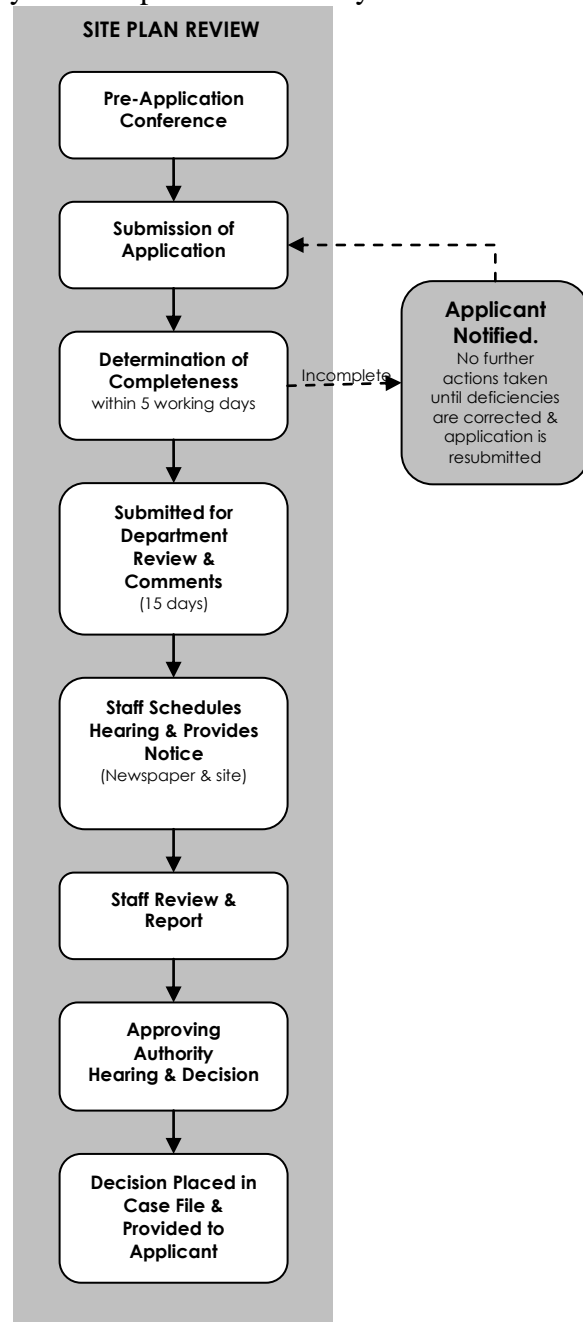 SITE PLAN REVIEW
Pre-Application
Conference
Submission of
Application
Determination of
Completeness
within 5 working days
Incomplete
Applicant
Notified.
No further
actions taken
until deficiencies
are corrected &
application is
resubmitted
Submitted for
Department
Review &
Comments
(15 days)
Staff Schedules
Hearing & Provides
Notice
(Newspaper & site)
Staff Review &
Report
Approving
Authority
Hearing & Decision
Decision Placed in
Case File &
Provided to
Applicant